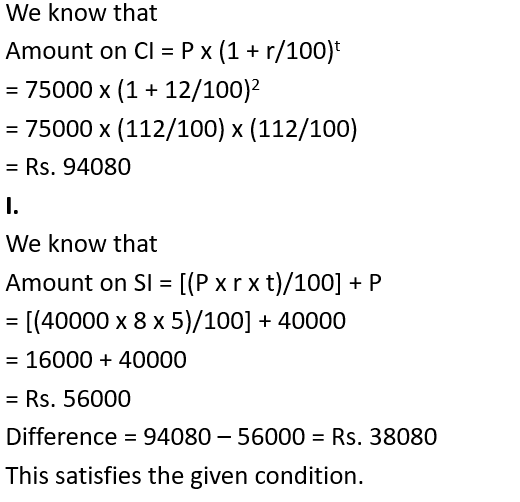 We know that
Amount on CI = P x (1 + r/100)ᵗ
= 75000 x (1 + 12/100)²
= 75000 x (112/100) x (112/100)
= Rs. 94080
I.
We know that
Amount on SI = [(P x r x t)/100] + P
= [(40000 x 8 x 5)/100] + 40000
= 16000 + 40000
= Rs. 56000
Difference = 94080 – 56000 = Rs. 38080
This satisfies the given condition.